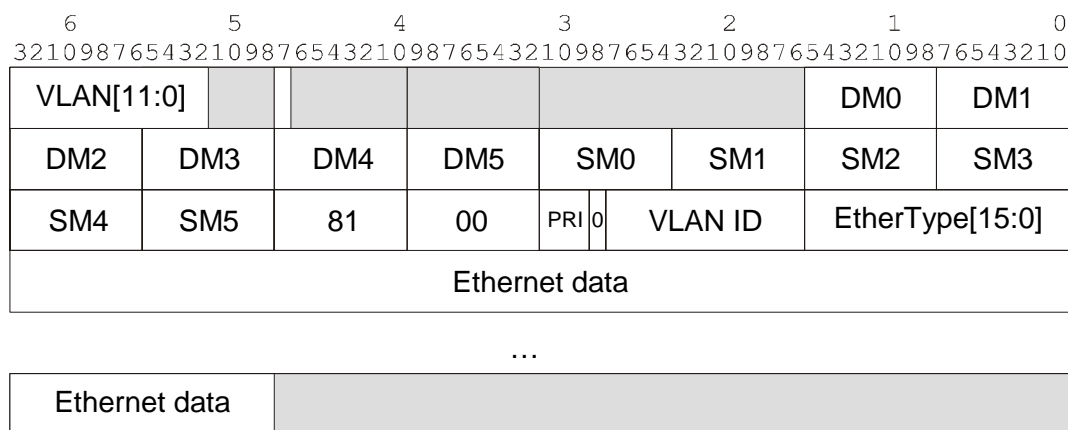 6 5 4 3 2 1 0
3210987654321098765432109876543210987654321098765432109876543210
VLAN[11:0] DM0 DM1
DM2 DM3 DM4 DM5 SM0 SM1 SM2 SM3
SM4 SM5 81 00 PRI 0 VLAN ID EtherType[15:0]
Ethernet data
...
Ethernet data